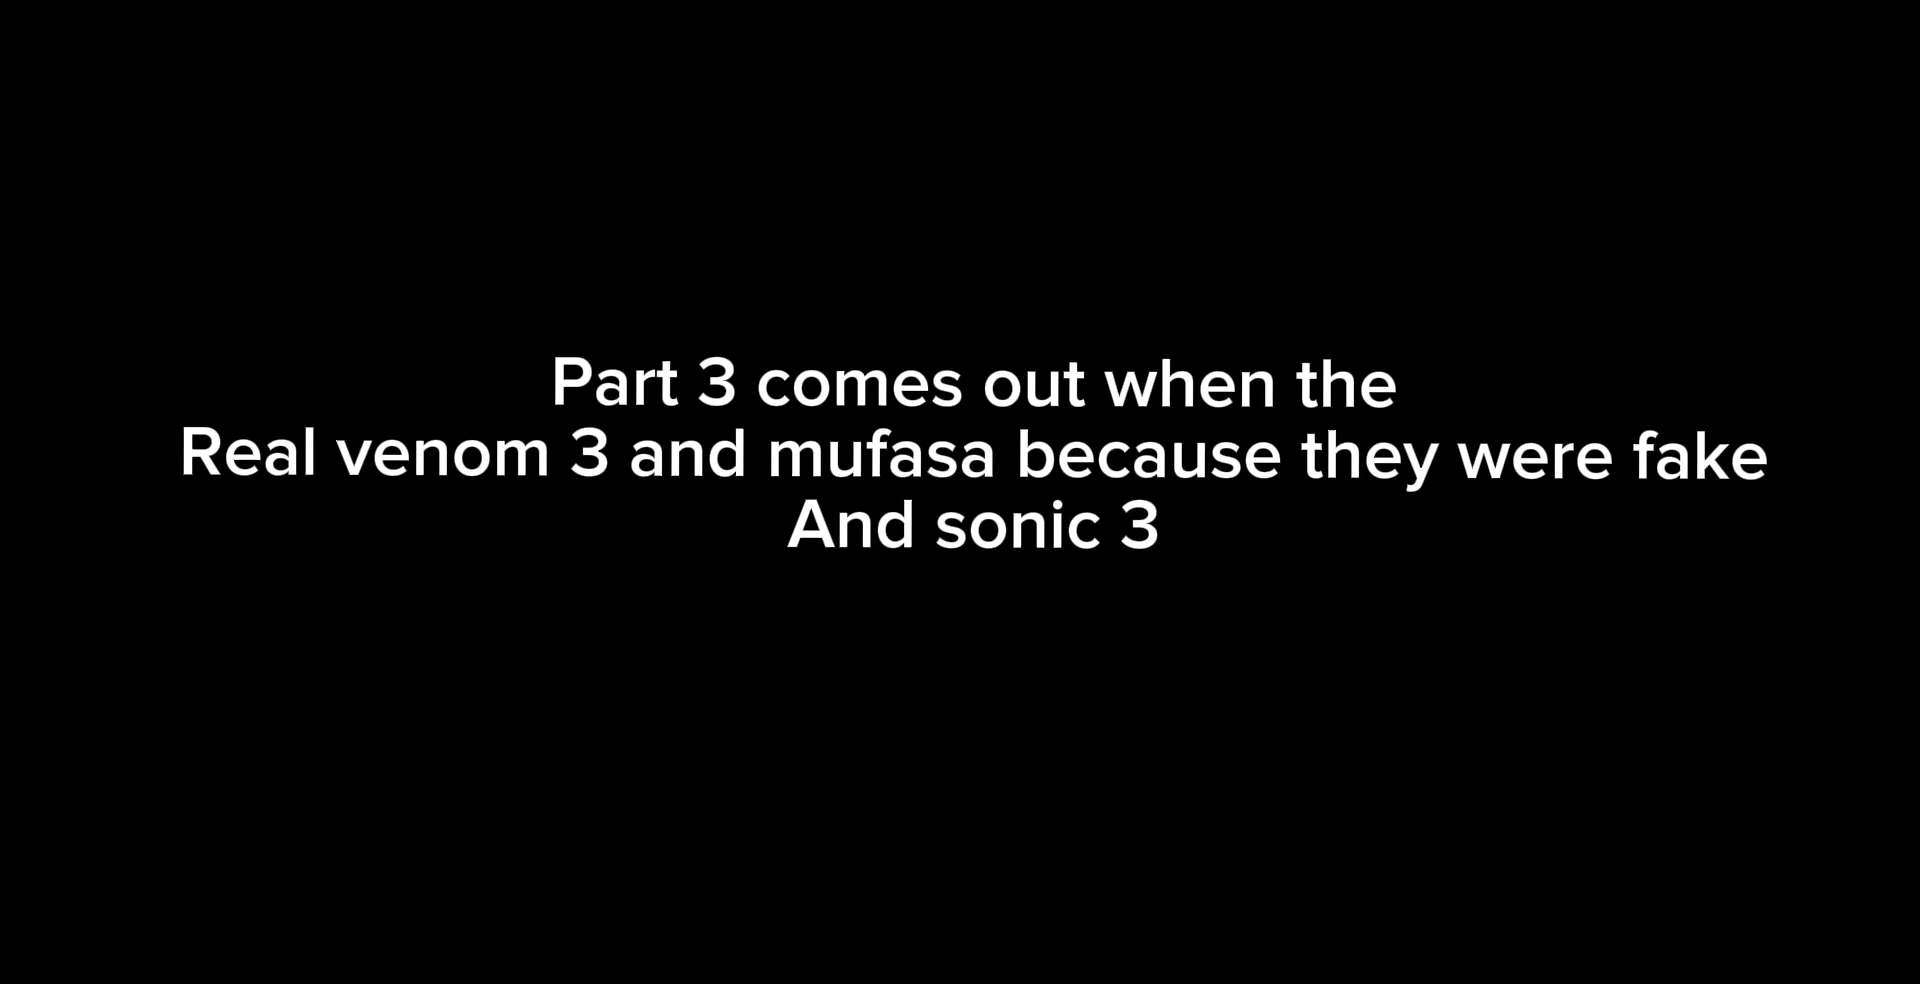 Part 3 comes out when the
Real venom 3 and mufasa because they were fake
And sonic 3